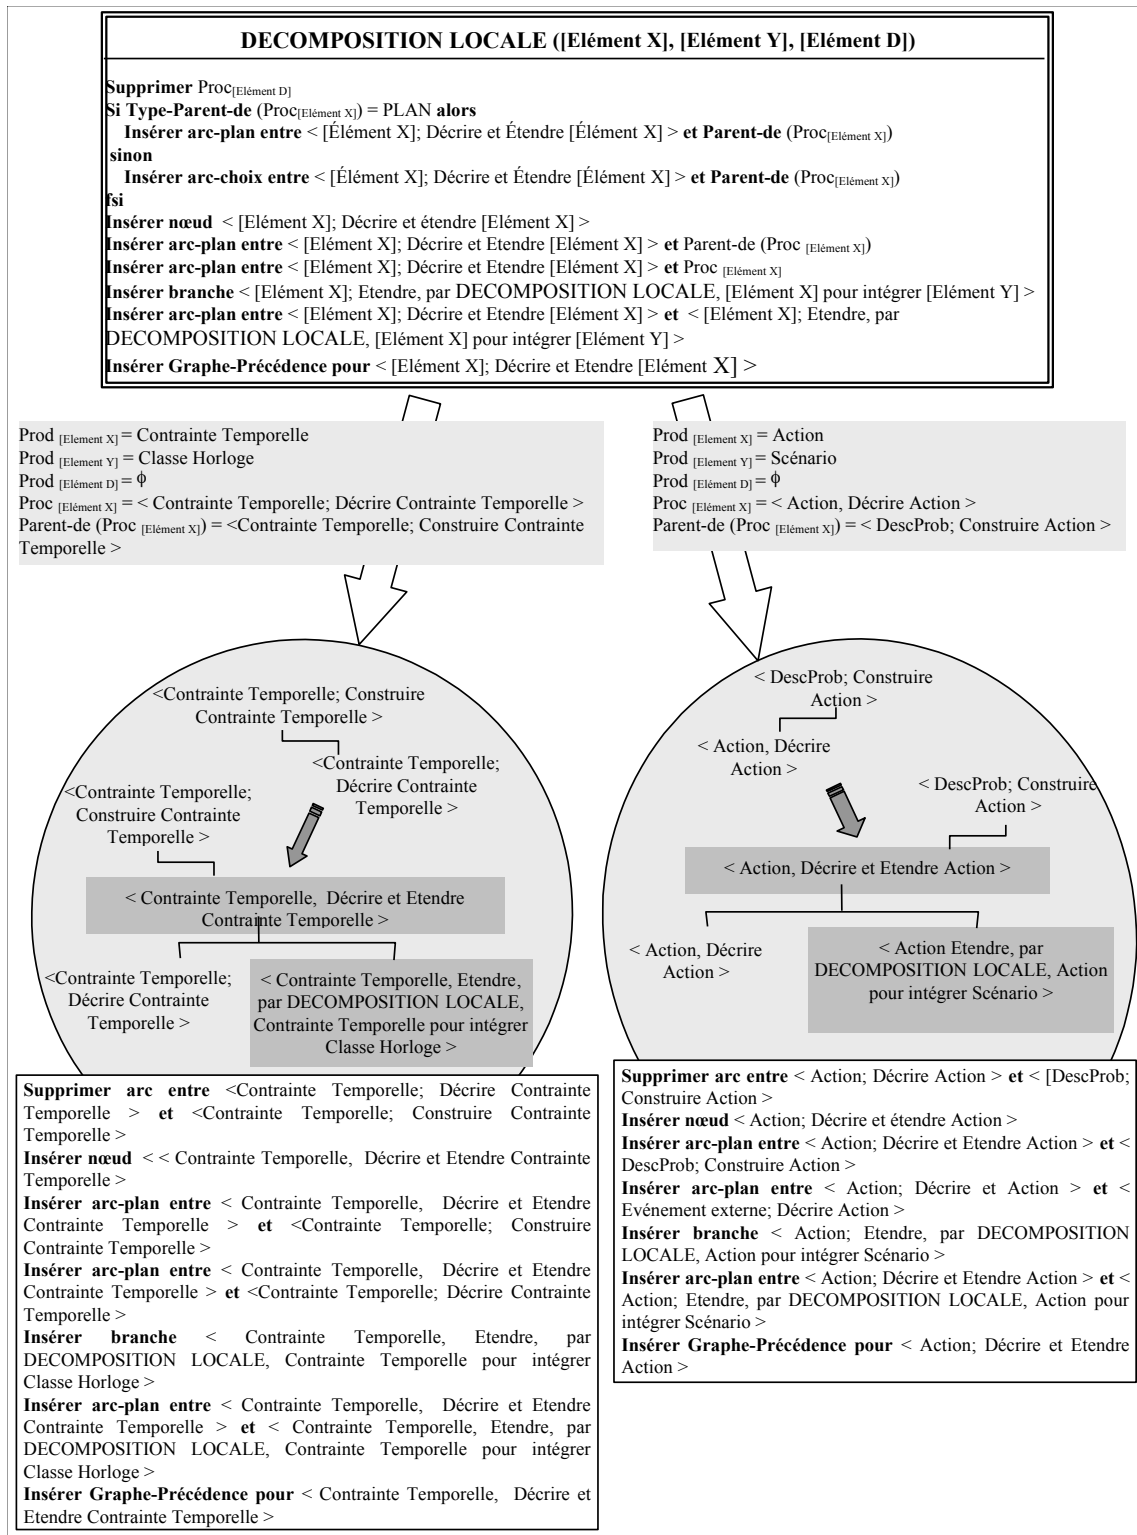 DECOMPOSITION LOCALE ([Elément X], [Elément Y], [Elément D])
Supprimer Proc[Elément D]
Si Type-Parent-de (Proc[Elément X]) = PLAN alors
Insérer arc-plan entre < [Élément X]; Décrire et Étendre [Élément X] > et Parent-de (Proc[Elément X])
sinon
Insérer arc-choix entre < [Élément X]; Décrire et Étendre [Élément X] > et Parent-de (Proc[Elément X])
fsi
Insérer nœud < [Elément X]; Décrire et étendre [Elément X] >
Insérer arc-plan entre < [Elément X]; Décrire et Etendre [Elément X] > et Parent-de (Proc [Elément X])
Insérer arc-plan entre < [Elément X]; Décrire et Etendre [Elément X] > et Proc [Elément X]
Insérer branche < [Elément X]; Etendre, par DECOMPOSITION LOCALE, [Elément X] pour intégrer [Elément Y] >
Insérer arc-plan entre < [Elément X]; Décrire et Etendre [Elément X] > et < [Elément X]; Etendre, par
DECOMPOSITION LOCALE, [Elément X] pour intégrer [Elément Y] >
Insérer Graphe-Précédence pour < [Elément X]; Décrire et Etendre [Elément X] >
Prod [Element X] = Contrainte Temporelle
Prod [Element Y] = Classe Horloge
Prod [Elément D] = ϕ
Proc [Elément X] = < Contrainte Temporelle; Décrire Contrainte Temporelle >
Parent-de (Proc [Elément X]) = <Contrainte Temporelle; Construire Contrainte
Temporelle >
Prod [Element X] = Action
Prod [Element Y] = Scénario
Prod [Elément D] = ϕ
Proc [Elément X] = < Action, Décrire Action >
Parent-de (Proc [Elément X]) = < DescProb; Construire Action >
<Contrainte Temporelle; Construire
Contrainte Temporelle >
<Contrainte Temporelle;
Décrire Contrainte
Temporelle >
<Contrainte Temporelle;
Construire Contrainte
Temporelle >
< Contrainte Temporelle, Décrire et Etendre
Contrainte Temporelle >
<Contrainte Temporelle;
Décrire Contrainte
Temporelle >
< Contrainte Temporelle, Etendre,
par DECOMPOSITION LOCALE,
Contrainte Temporelle pour intégrer
Classe Horloge >
< DescProb; Construire
Action >
< Action, Décrire
Action >
< DescProb; Construire
Action >
< Action, Décrire et Etendre Action >
< Action, Décrire
Action >
< Action Etendre, par
DECOMPOSITION LOCALE, Action
pour intégrer Scénario >
Supprimer arc entre <Contrainte Temporelle; Décrire Contrainte
Temporelle > et <Contrainte Temporelle; Construire Contrainte
Temporelle >
Insérer nœud < < Contrainte Temporelle, Décrire et Etendre Contrainte
Temporelle >
Insérer arc-plan entre < Contrainte Temporelle, Décrire et Etendre
Contrainte Temporelle > et <Contrainte Temporelle; Construire
Contrainte Temporelle >
Insérer arc-plan entre < Contrainte Temporelle, Décrire et Etendre
Contrainte Temporelle > et <Contrainte Temporelle; Décrire Contrainte
Temporelle >
Insérer branche < Contrainte Temporelle, Etendre, par
DECOMPOSITION LOCALE, Contrainte Temporelle pour intégrer
Classe Horloge >
Insérer arc-plan entre < Contrainte Temporelle, Décrire et Etendre
Contrainte Temporelle > et < Contrainte Temporelle, Etendre, par
DECOMPOSITION LOCALE, Contrainte Temporelle pour intégrer
Classe Horloge >
Insérer Graphe-Précédence pour < Contrainte Temporelle, Décrire et
Etendre Contrainte Temporelle >
Supprimer arc entre < Action; Décrire Action > et < [DescProb;
Construire Action >
Insérer nœud < Action; Décrire et étendre Action >
Insérer arc-plan entre < Action; Décrire et Etendre Action > et <
DescProb; Construire Action >
Insérer arc-plan entre < Action; Décrire et Action > et <
Evénement externe; Décrire Action >
Insérer branche < Action; Etendre, par DECOMPOSITION
LOCALE, Action pour intégrer Scénario >
Insérer arc-plan entre < Action; Décrire et Etendre Action > et <
Action; Etendre, par DECOMPOSITION LOCALE, Action pour
intégrer Scénario >
Insérer Graphe-Précédence pour < Action; Décrire et Etendre
Action >